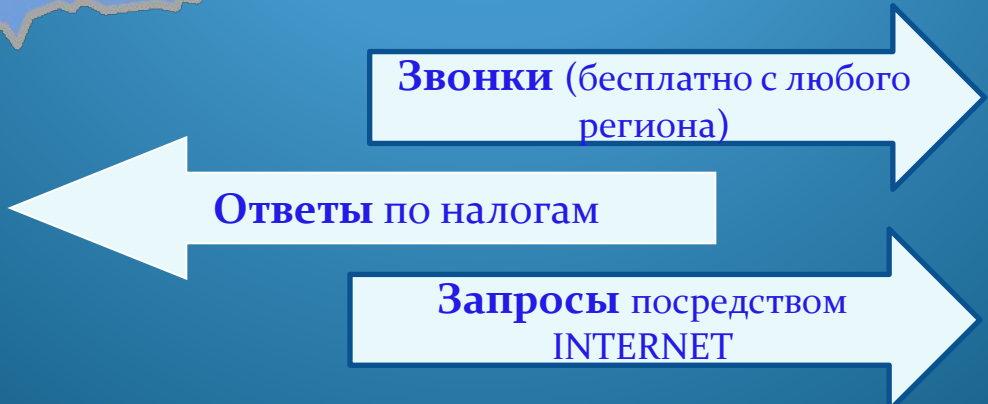 Звонки (бесплатно с любого
региона)
Ответы по налогам
Запросы посредством
INTERNET